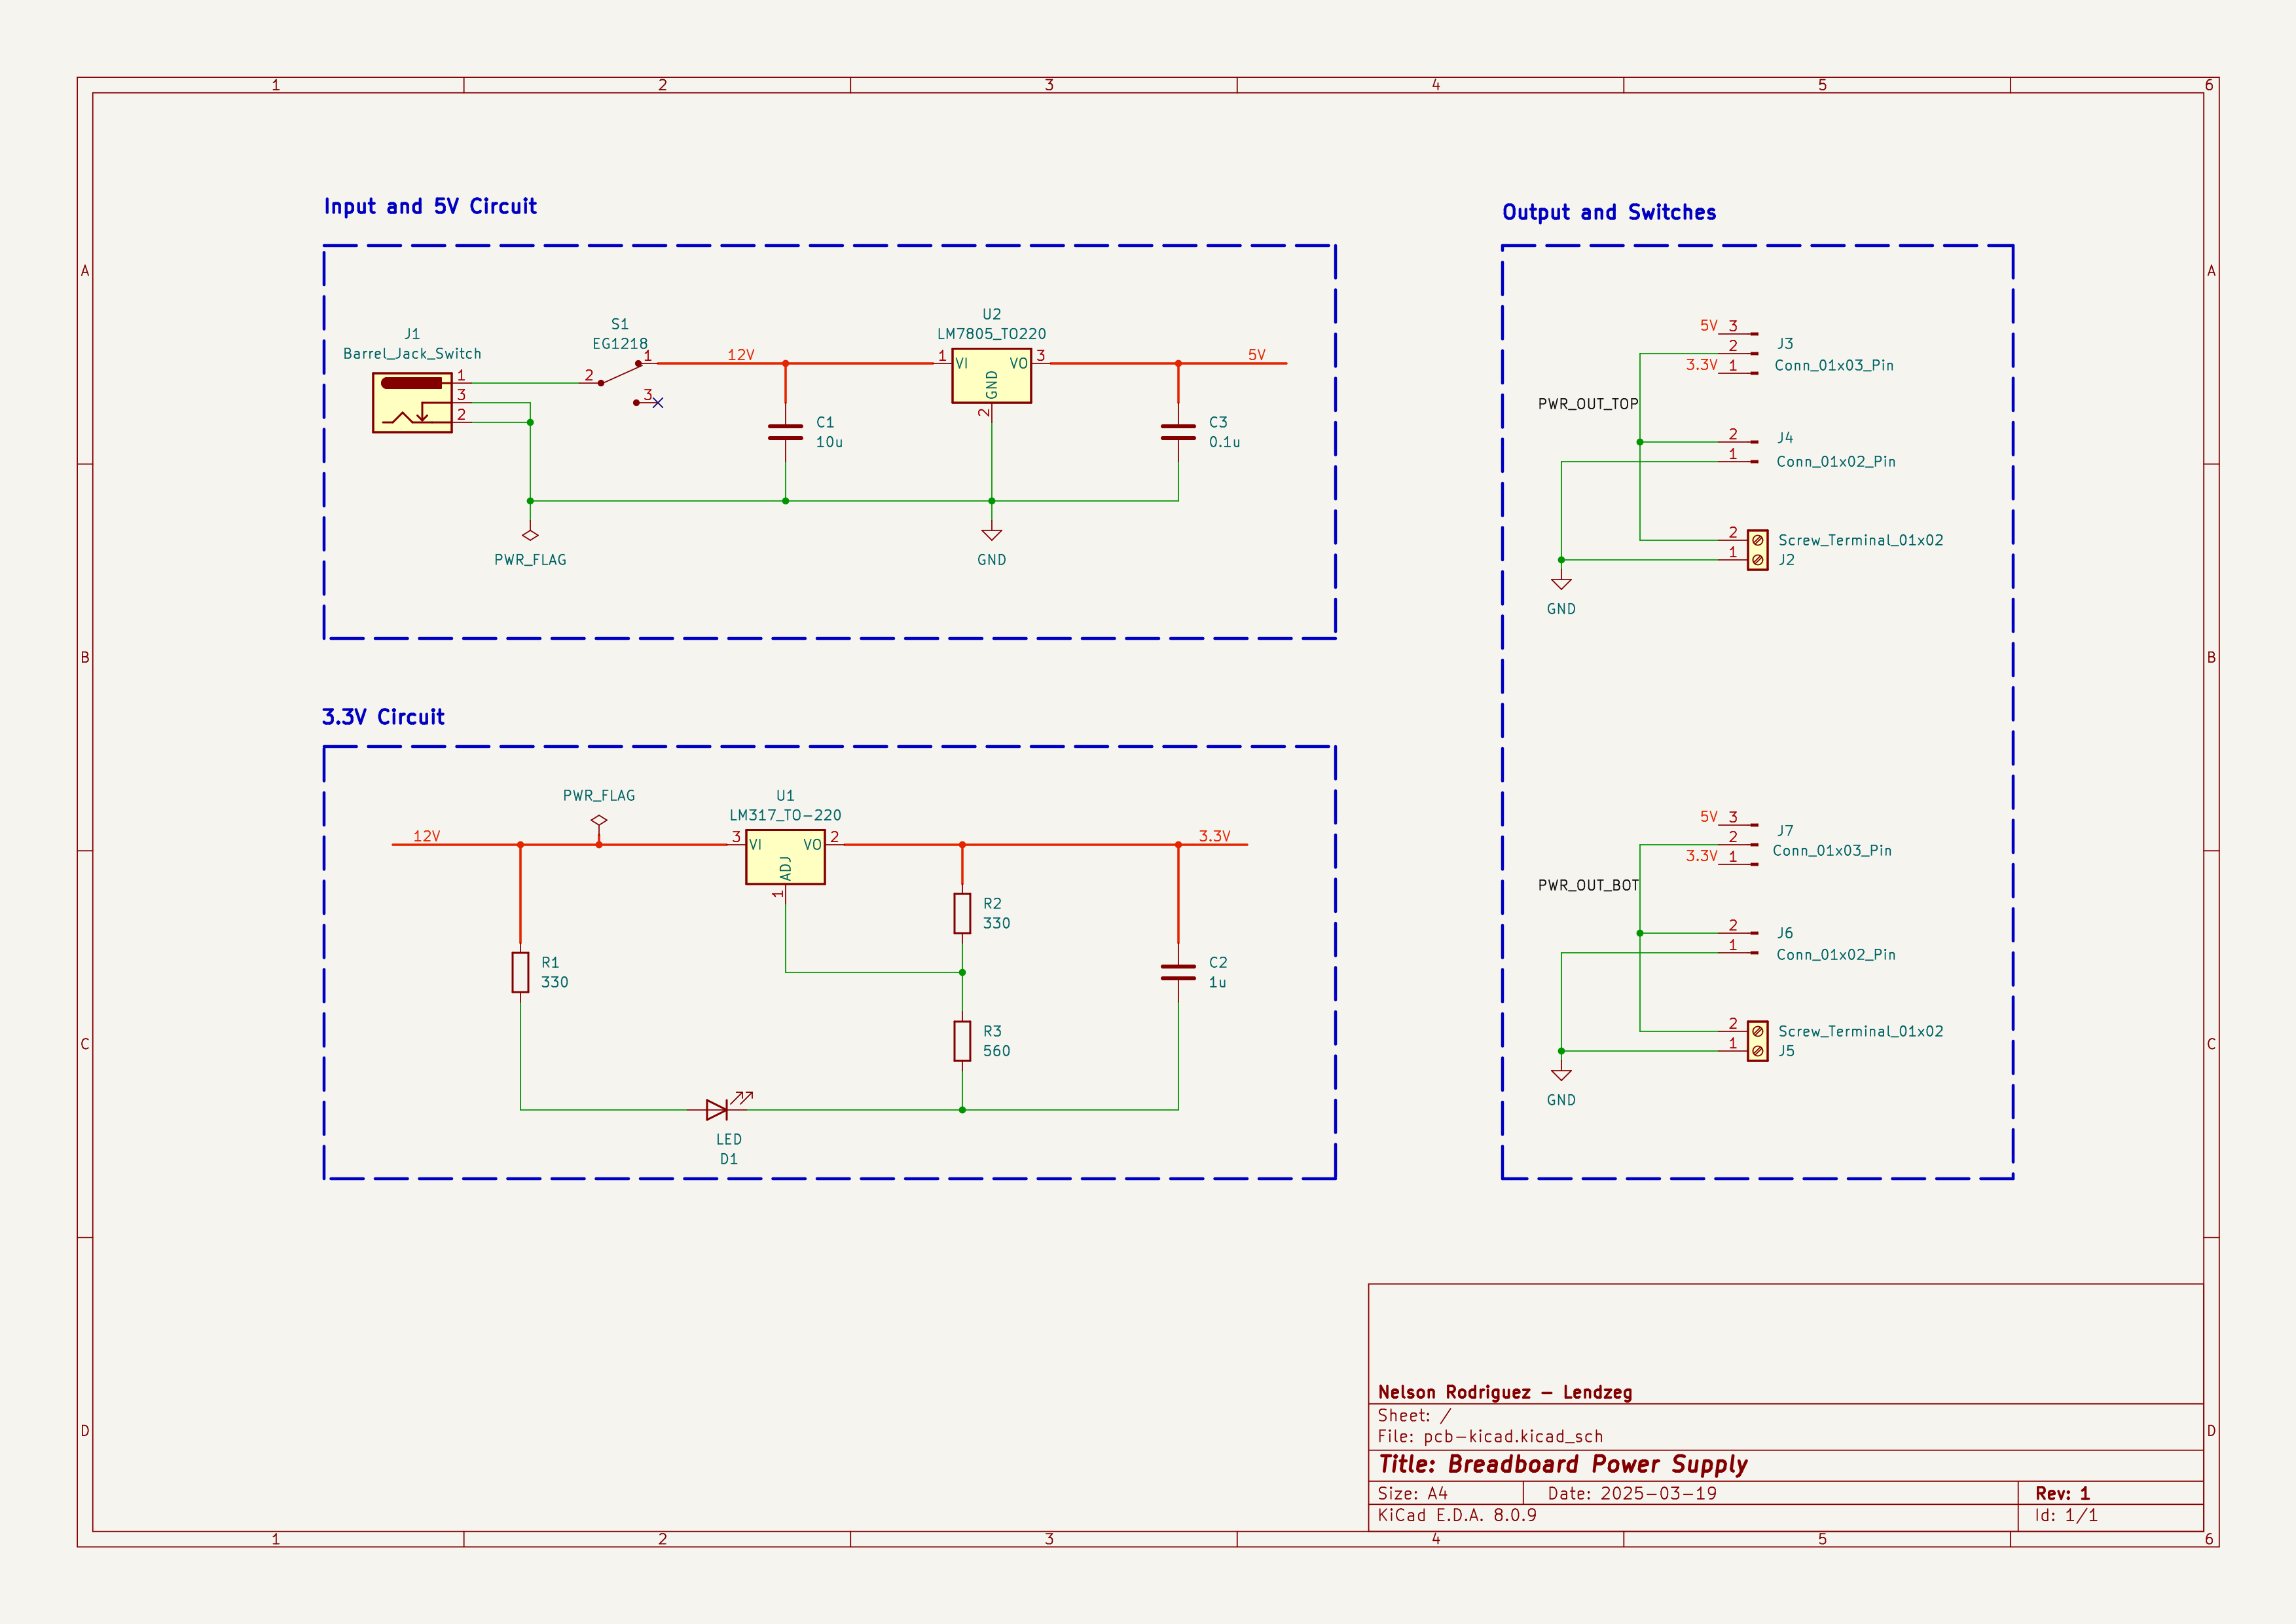 1 2 3 4 5 6
A
B
C
D
A
B
C
D
Input and 5V Circuit
J1
Barrel_Jack_Switch
1
3
2
S1
EG1218
2
1
3
12V
C1
10u
U2
LM7805_TO220
1
VI
VO
3
GND
2
5V
C3
0.1u
PWR_FLAG
GND
3.3V Circuit
12V
PWR_FLAG
U1
LM317_TO-220
3
VI
VO
2
ADJ
1
3.3V
R1
330
R2
330
R3
560
C2
1u
LED
D1
Output and Switches
5V
3
2
3.3V
1
J3
Conn_01x03_Pin
PWR_OUT_TOP
2
1
J4
Conn_01x02_Pin
2
1
Screw_Terminal_01x02
J2
GND
5V
3
2
3.3V
1
J7
Conn_01x03_Pin
PWR_OUT_BOT
2
1
J6
Conn_01x02_Pin
2
1
Screw_Terminal_01x02
J5
GND
Nelson Rodriguez - Lendzeg
Sheet: /
File: pcb-kicad.kicad_sch
Title: Breadboard Power Supply
Size: A4 Date: 2025-03-19 Rev: 1
KiCad E.D.A. 8.0.9 Id: 1/1
1 2 3 4 5 6